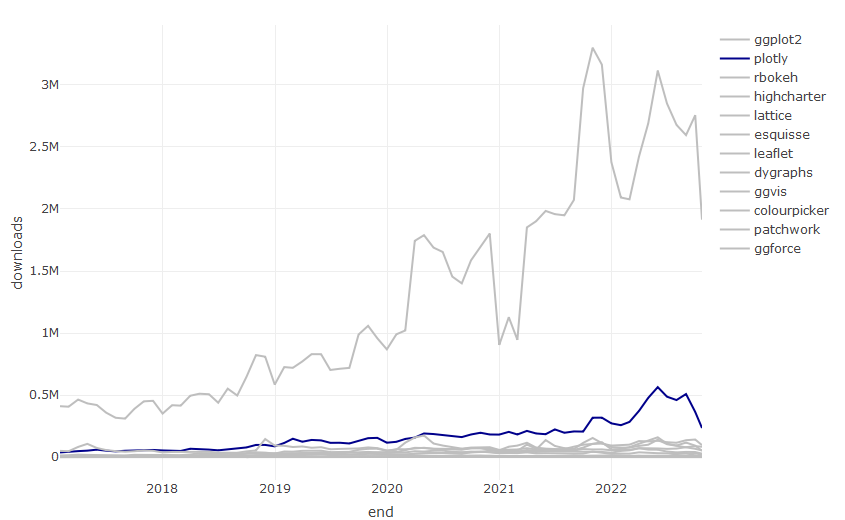 3M
2.5M
2M
1.5M
1M
0.5M
0
downloads
2018
2019
2020
2021
2022
end
ggplot2
plotly
rbokeh
highcharter
lattice
esquisse
leaflet
dygraphs
ggvis
colourpicker
patchwork
ggforce